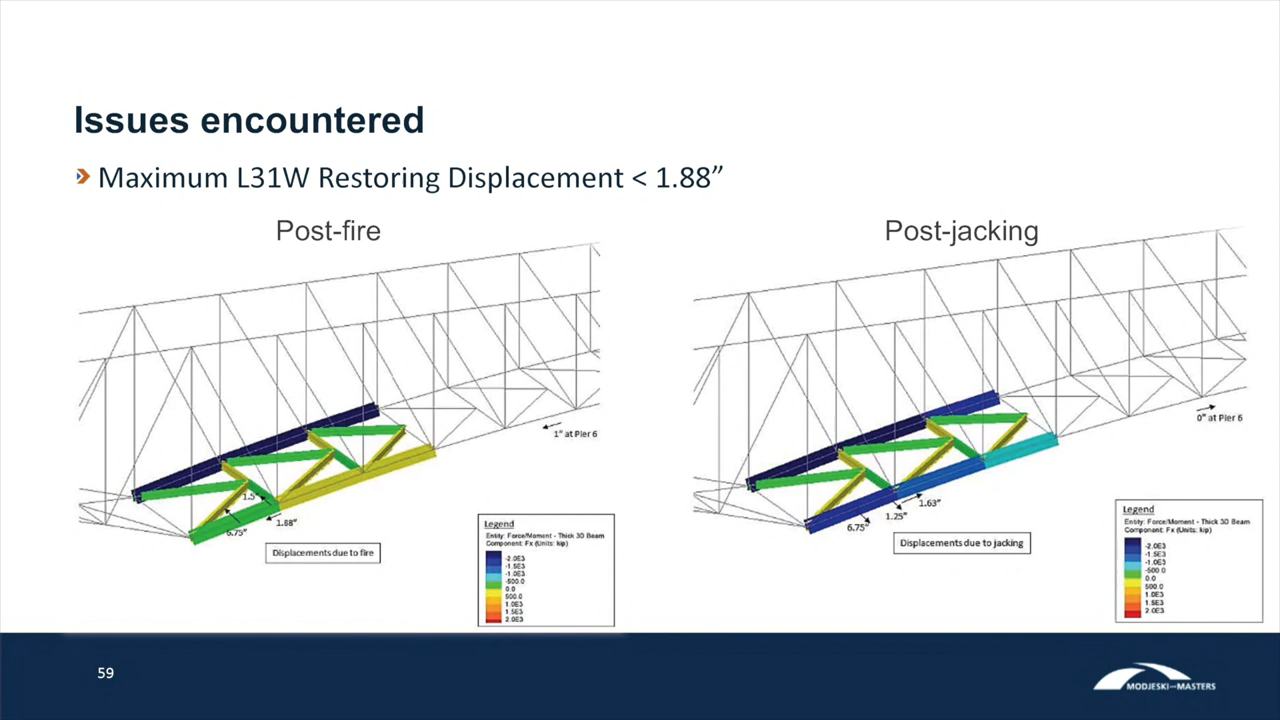 Issues encountered
Maximum L31W Restoring Displacement < 1.88”
Post-fire
Post-jacking
1" at Pier 6
1.5"
1.88"
6.75"
Displacements due to fire
Legend
Entity: Force/Moment - Thick 3D Beam
Component: Fx (Units: kip)
-2.0E3
-1.5E3
-1.0E3
-500.0
0.0
500.0
1.0E3
1.5E3
2.0E3
0" at Pier 6
1.63"
1.25"
6.75"
Displacements due to jacking
Legend
Entity: Force/Moment - Thick 3D Beam
Component: Fx (Units: kip)
-2.0E3
-1.5E3
-1.0E3
-500.0
0.0
500.0
1.0E3
1.5E3
2.0E3
59
MODJESKI and MASTERS